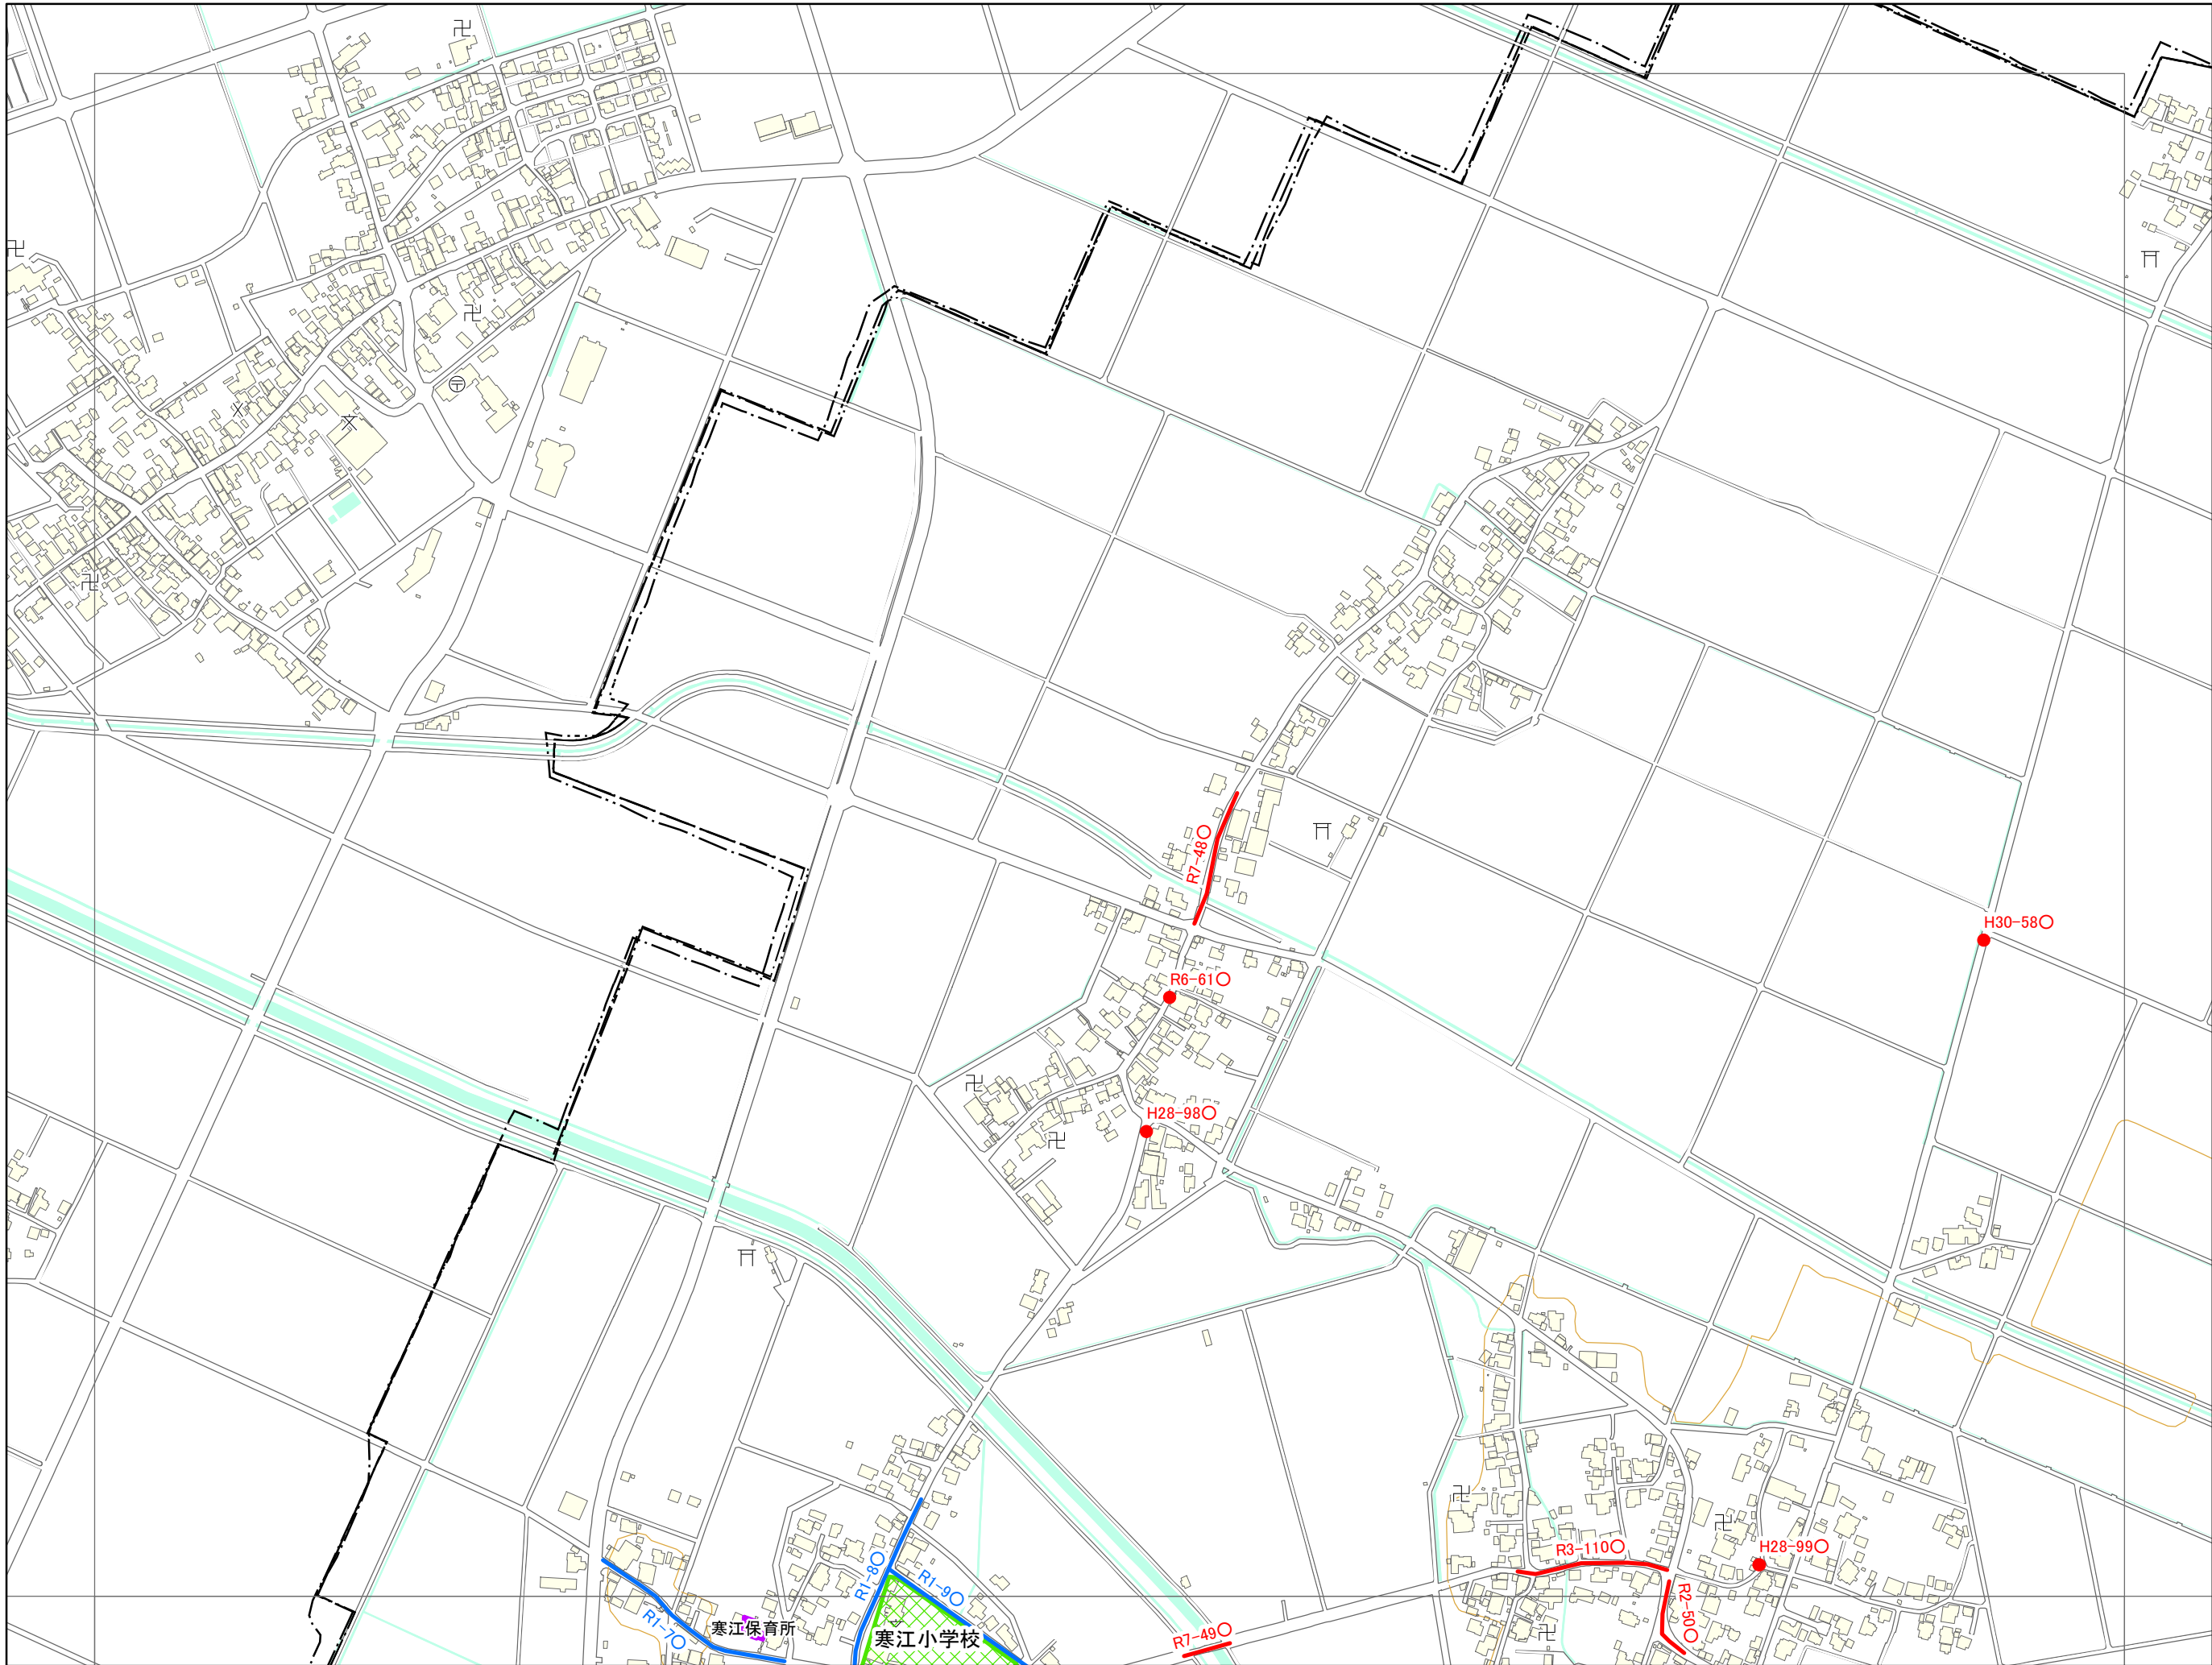 R7-48○
H30-58○
R6-61○
H28-98○
R3-110○
H28-99○
R1-8○
R1-9○
R2-50○
R1-7○
寒江保育所
寒江小学校
R7-49○